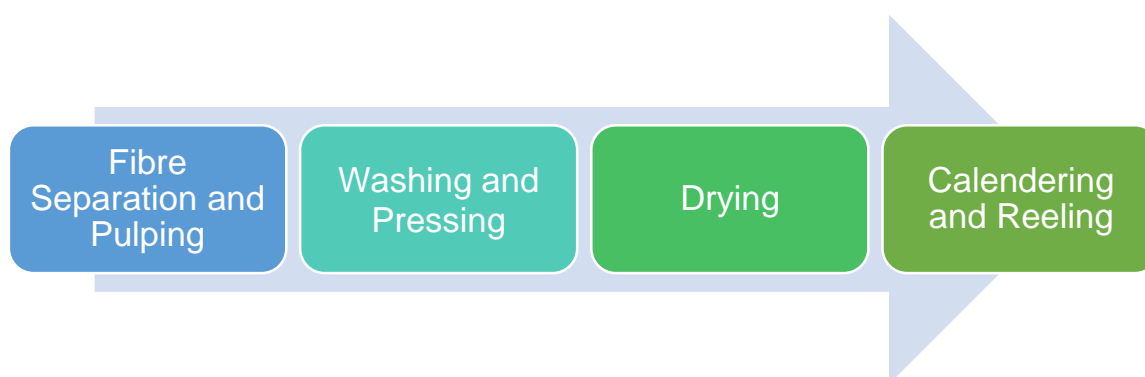 Fibre
Separation and
Pulping
Washing and
Pressing
Drying
Calendering
and Reeling